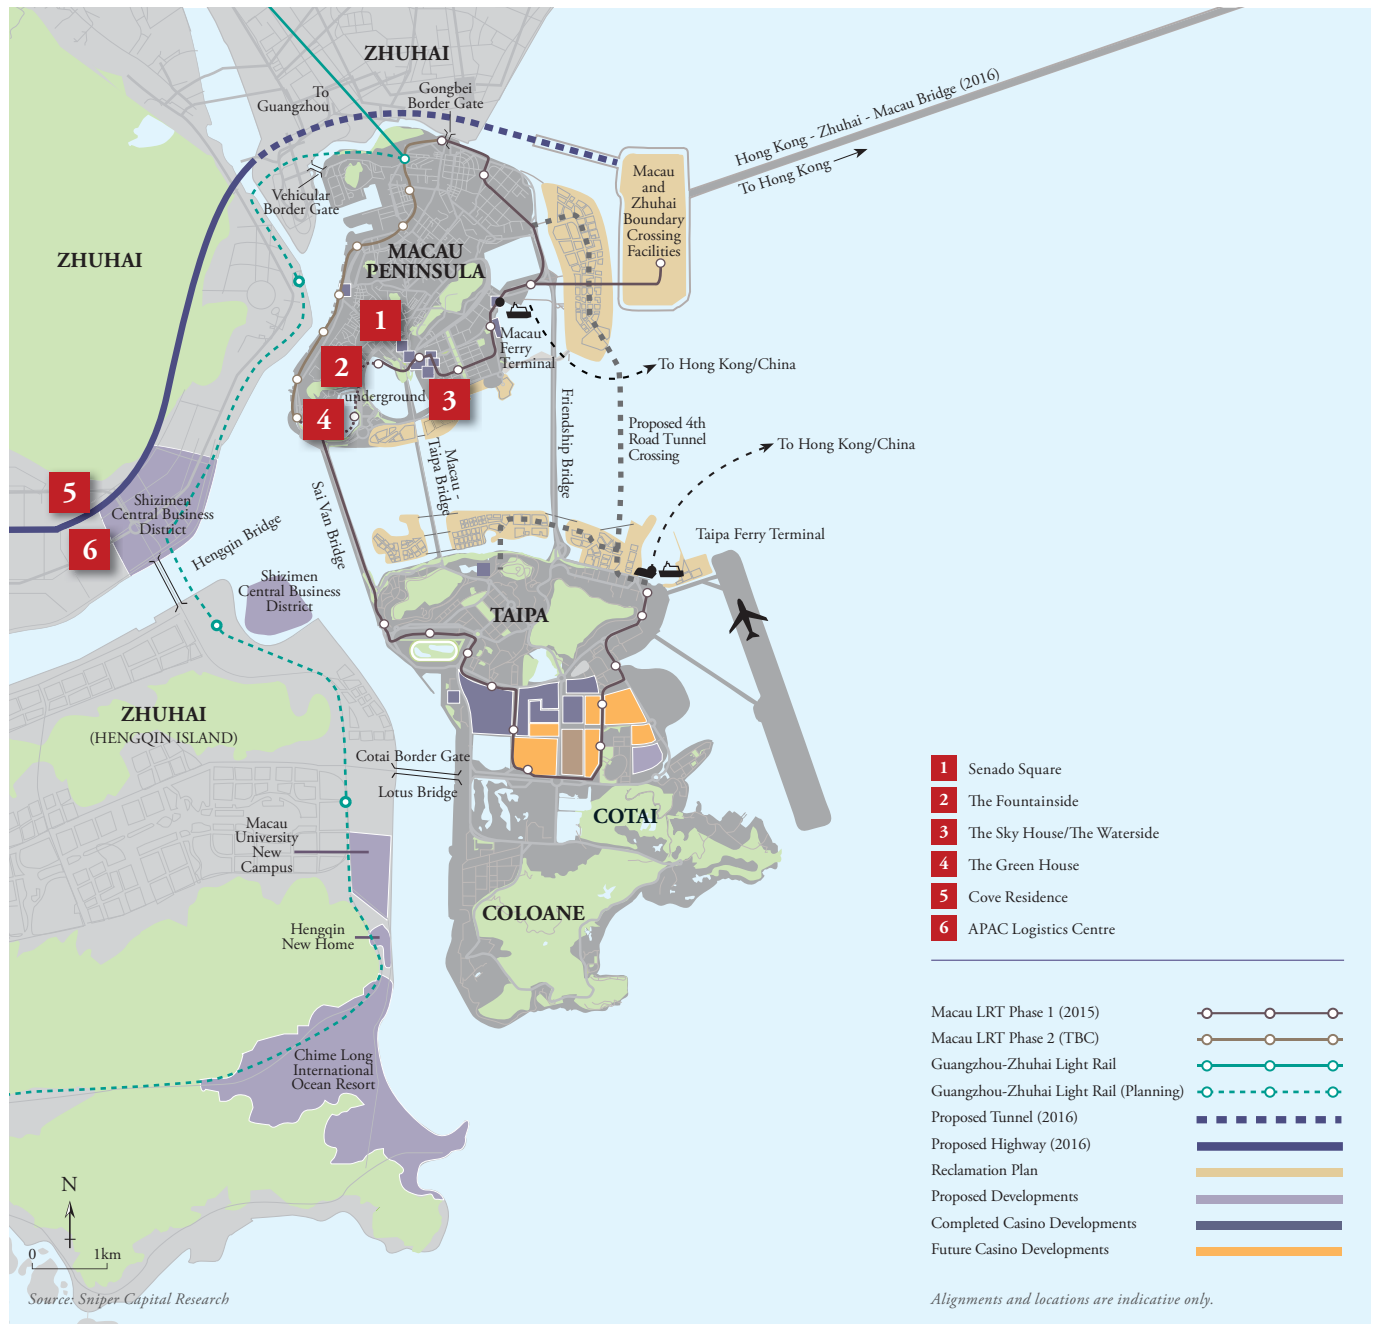 ZHUHAI
To
Guangzhou
Gongbei
Border Gate
Hong Kong - Zhuhai - Macau Bridge (2016)
To Hong Kong
Vehicular
Border Gate
Macau
and
Zhuhai
Boundary
Crossing
Facilities
ZHUHAI
MACAU
PENINSULA
1
2
3
4
underground
Macau
Ferry
Terminal
To Hong Kong/China
Friendship Bridge
Proposed 4th
Road Tunnel
Crossing
To Hong Kong/China
Macau -
Taipa Bridge
Sai Van Bridge
5
6
Shizimen
Central Business
District
Hengqin Bridge
Shizimen
Central Business
District
Taipa Ferry Terminal
TAIPA
ZHUHAI
(HENGQIN ISLAND)
Cotai Border Gate
Lotus Bridge
COTAI
Macau
University
New
Campus
COLOANE
Hengqin
New Home
Chime Long
International
Ocean Resort
N
0 1km
Source: Sniper Capital Research
1 Senado Square
2 The Fountainside
3 The Sky House/The Waterside
4 The Green House
5 Cove Residence
6 APAC Logistics Centre
Macau LRT Phase 1 (2015)
Macau LRT Phase 2 (TBC)
Guangzhou-Zhuhai Light Rail
Guangzhou-Zhuhai Light Rail (Planning)
Proposed Tunnel (2016)
Proposed Highway (2016)
Reclamation Plan
Proposed Developments
Completed Casino Developments
Future Casino Developments
Alignments and locations are indicative only.